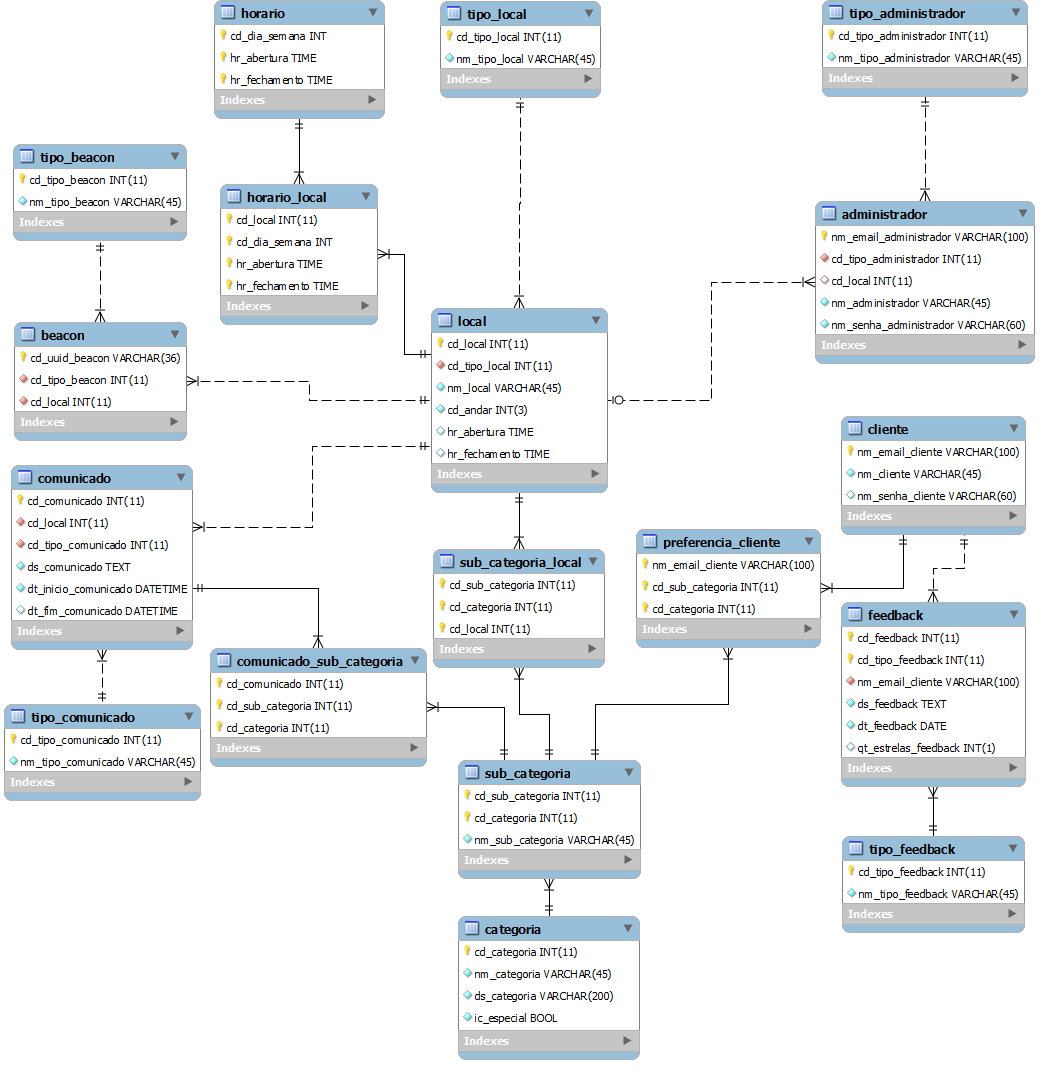 horario
cd_dia_semana INT
hr_abertura TIME
hr_fechamento TIME
Indexes
tipo_local
cd_tipo_local INT(11)
nm_tipo_local VARCHAR(45)
Indexes
tipo_administrador
cd_tipo_administrador INT(11)
nm_tipo_administrador VARCHAR(45)
Indexes
tipo_beacon
cd_tipo_beacon INT(11)
nm_tipo_beacon VARCHAR(45)
Indexes
horario_local
cd_local INT(11)
cd_dia_semana INT
hr_abertura TIME
hr_fechamento TIME
Indexes
administrador
nm_email_administrador VARCHAR(100)
cd_tipo_administrador INT(11)
cd_local INT(11)
nm_administrador VARCHAR(45)
nm_senha_administrador VARCHAR(60)
Indexes
beacon
cd_uuid_beacon VARCHAR(36)
cd_tipo_beacon INT(11)
cd_local INT(11)
Indexes
local
cd_local INT(11)
cd_tipo_local INT(11)
nm_local VARCHAR(45)
cd_andar INT(3)
hr_abertura TIME
hr_fechamento TIME
Indexes
cliente
nm_email_cliente VARCHAR(100)
nm_cliente VARCHAR(45)
nm_senha_cliente VARCHAR(60)
Indexes
comunicado
cd_comunicado INT(11)
cd_local INT(11)
cd_tipo_comunicado INT(11)
ds_comunicado TEXT
dt_inicio_comunicado DATETIME
dt_fim_comunicado DATETIME
Indexes
sub_categoria_local
cd_sub_categoria INT(11)
cd_categoria INT(11)
cd_local INT(11)
Indexes
preferencia_cliente
nm_email_cliente VARCHAR(100)
cd_sub_categoria INT(11)
cd_categoria INT(11)
Indexes
feedback
cd_feedback INT(11)
cd_tipo_feedback INT(11)
nm_email_cliente VARCHAR(100)
ds_feedback TEXT
dt_feedback DATE
qt_estrelas_feedback INT(1)
Indexes
comunicado_sub_categoria
cd_comunicado INT(11)
cd_sub_categoria INT(11)
cd_categoria INT(11)
Indexes
tipo_comunicado
cd_tipo_comunicado INT(11)
nm_tipo_comunicado VARCHAR(45)
Indexes
sub_categoria
cd_sub_categoria INT(11)
cd_categoria INT(11)
nm_sub_categoria VARCHAR(45)
Indexes
tipo_feedback
cd_tipo_feedback INT(11)
nm_tipo_feedback VARCHAR(45)
Indexes
categoria
cd_categoria INT(11)
nm_categoria VARCHAR(45)
ds_categoria VARCHAR(200)
ic_especial BOOL
Indexes